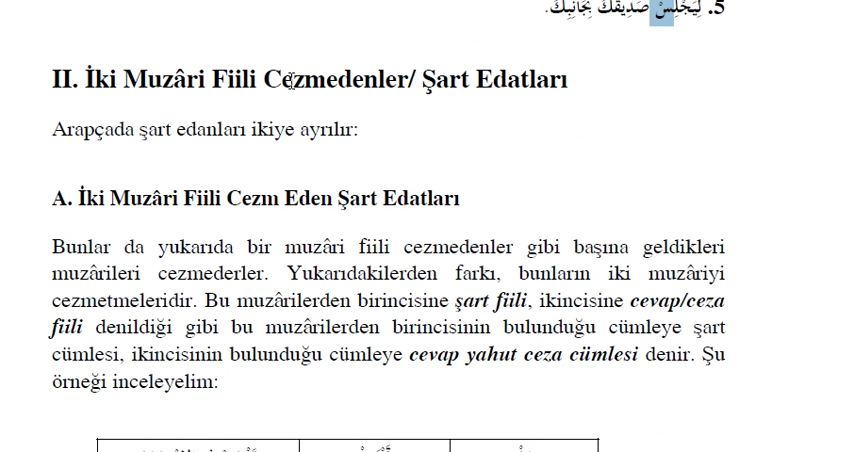 5. لِيَجْلِسْ صَدِيقُكَ بِجَانِبِكَ.
II. İki Muzâri Fiili Cezmedenler/ Şart Edatları
Arapçada şart edanları ikiye ayrılır:
A. İki Muzâri Fiili Cezm Eden Şart Edatları
Bunlar da yukarıda bir muzâri fiili cezmedenler gibi başına geldikleri
muzârileri cezmederler. Yukarıdakilerden farkı, bunların iki muzâriyi
cezmetmeleridir. Bu muzârilerden birincisine şart fiili, ikincisine cevap/ceza
fiili denildiği gibi bu muzârilerden birincisinin bulunduğu cümleye şart
cümlesi, ikincisinin bulunduğu cümleye cevap yahut ceza cümlesi denir. Şu
örneği inceleyelim: